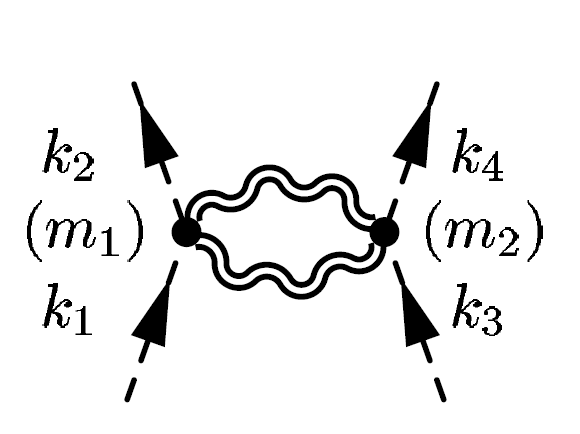 k₂ k₄
(m₁) (m₂)
k₁ k₃